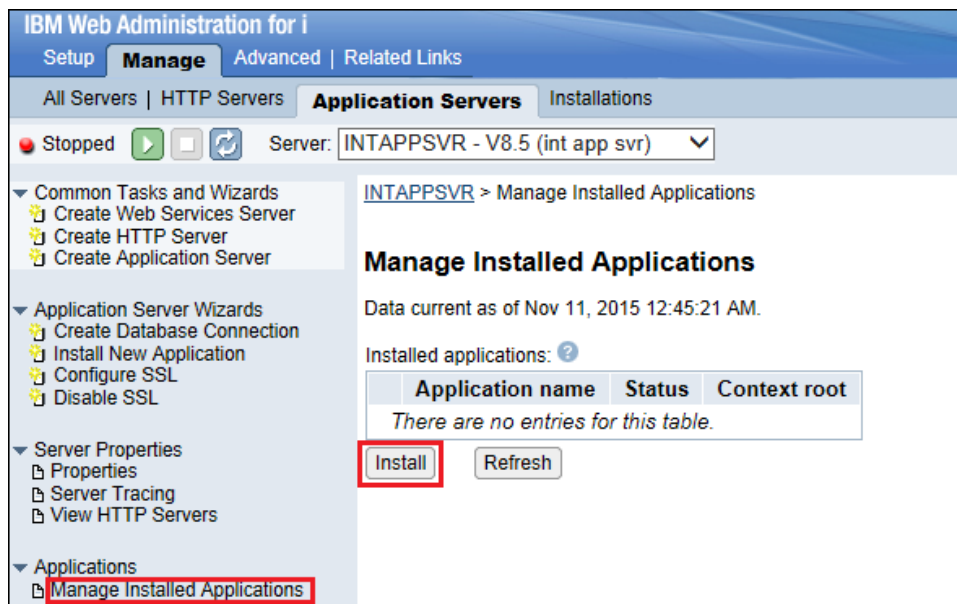 IBM Web Administration for i
Setup Manage Advanced | Related Links
All Servers | HTTP Servers Application Servers Installations
Stopped Server: INTAPPSVR - V8.5 (int app svr)
Common Tasks and Wizards
Create Web Services Server
Create HTTP Server
Create Application Server
Application Server Wizards
Create Database Connection
Install New Application
Configure SSL
Disable SSL
Server Properties
Properties
Server Tracing
View HTTP Servers
Applications
Manage Installed Applications
INTAPPSVR > Manage Installed Applications
Manage Installed Applications
Data current as of Nov 11, 2015 12:45:21 AM.
Installed applications: ?
Application name Status Context root
There are no entries for this table.
Install Refresh